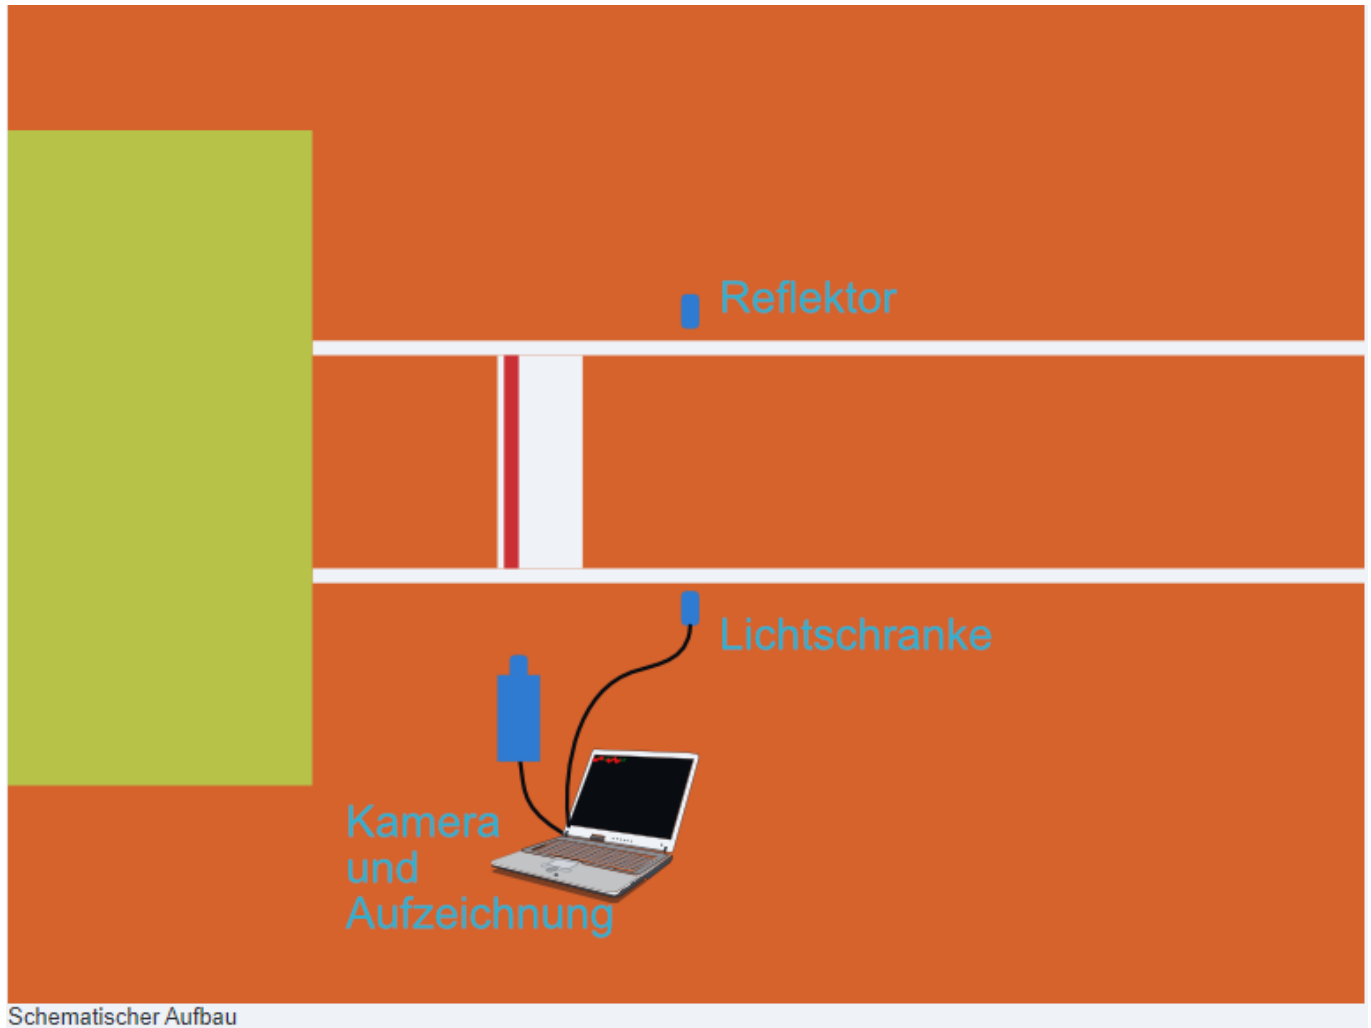 Reflektor
Lichtschranke
Kamera
und
Aufzeichnung
Schematischer Aufbau